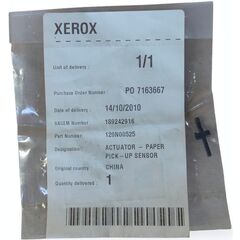 XEROX
Unit of delivery : 1/1
Purchase Order Number : PO 7163667
Date of delivery : 14/10/2010
HAUEM Number : 189242916
Part Number : 120N00525
Designation : ACTUATOR - PAPER
PICK-UP SENSOR
Original country : CHINA
Quantity delivered : 1